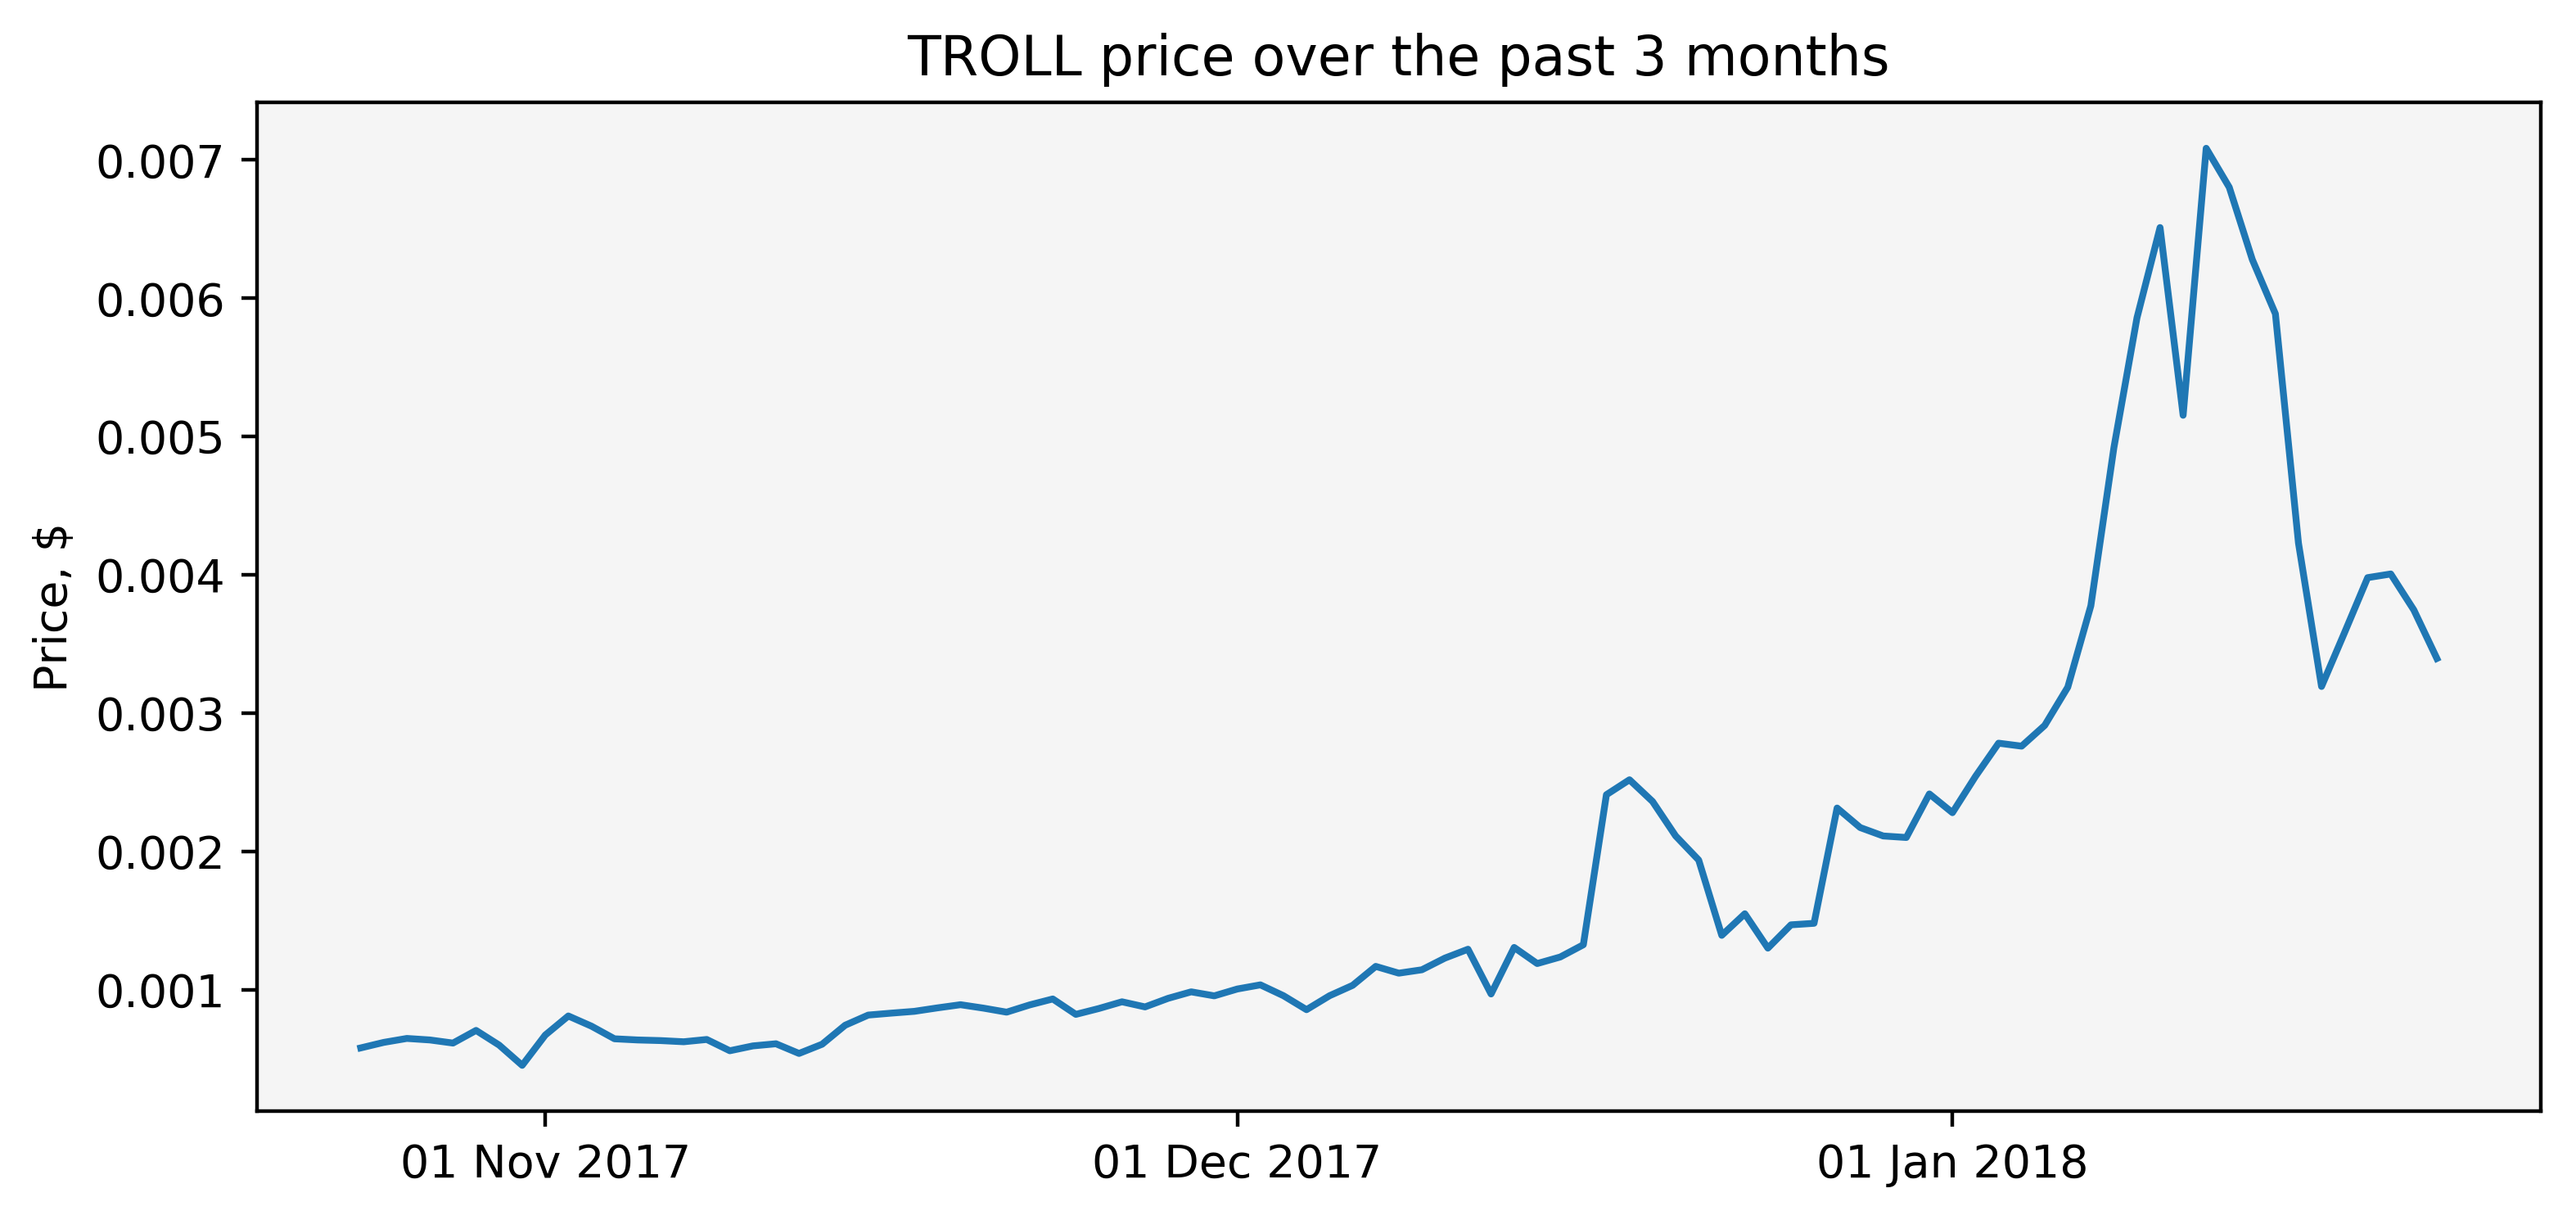 TROLL price over the past 3 months
Price, $
0.007
0.006
0.005
0.004
0.003
0.002
0.001
01 Nov 2017
01 Dec 2017
01 Jan 2018